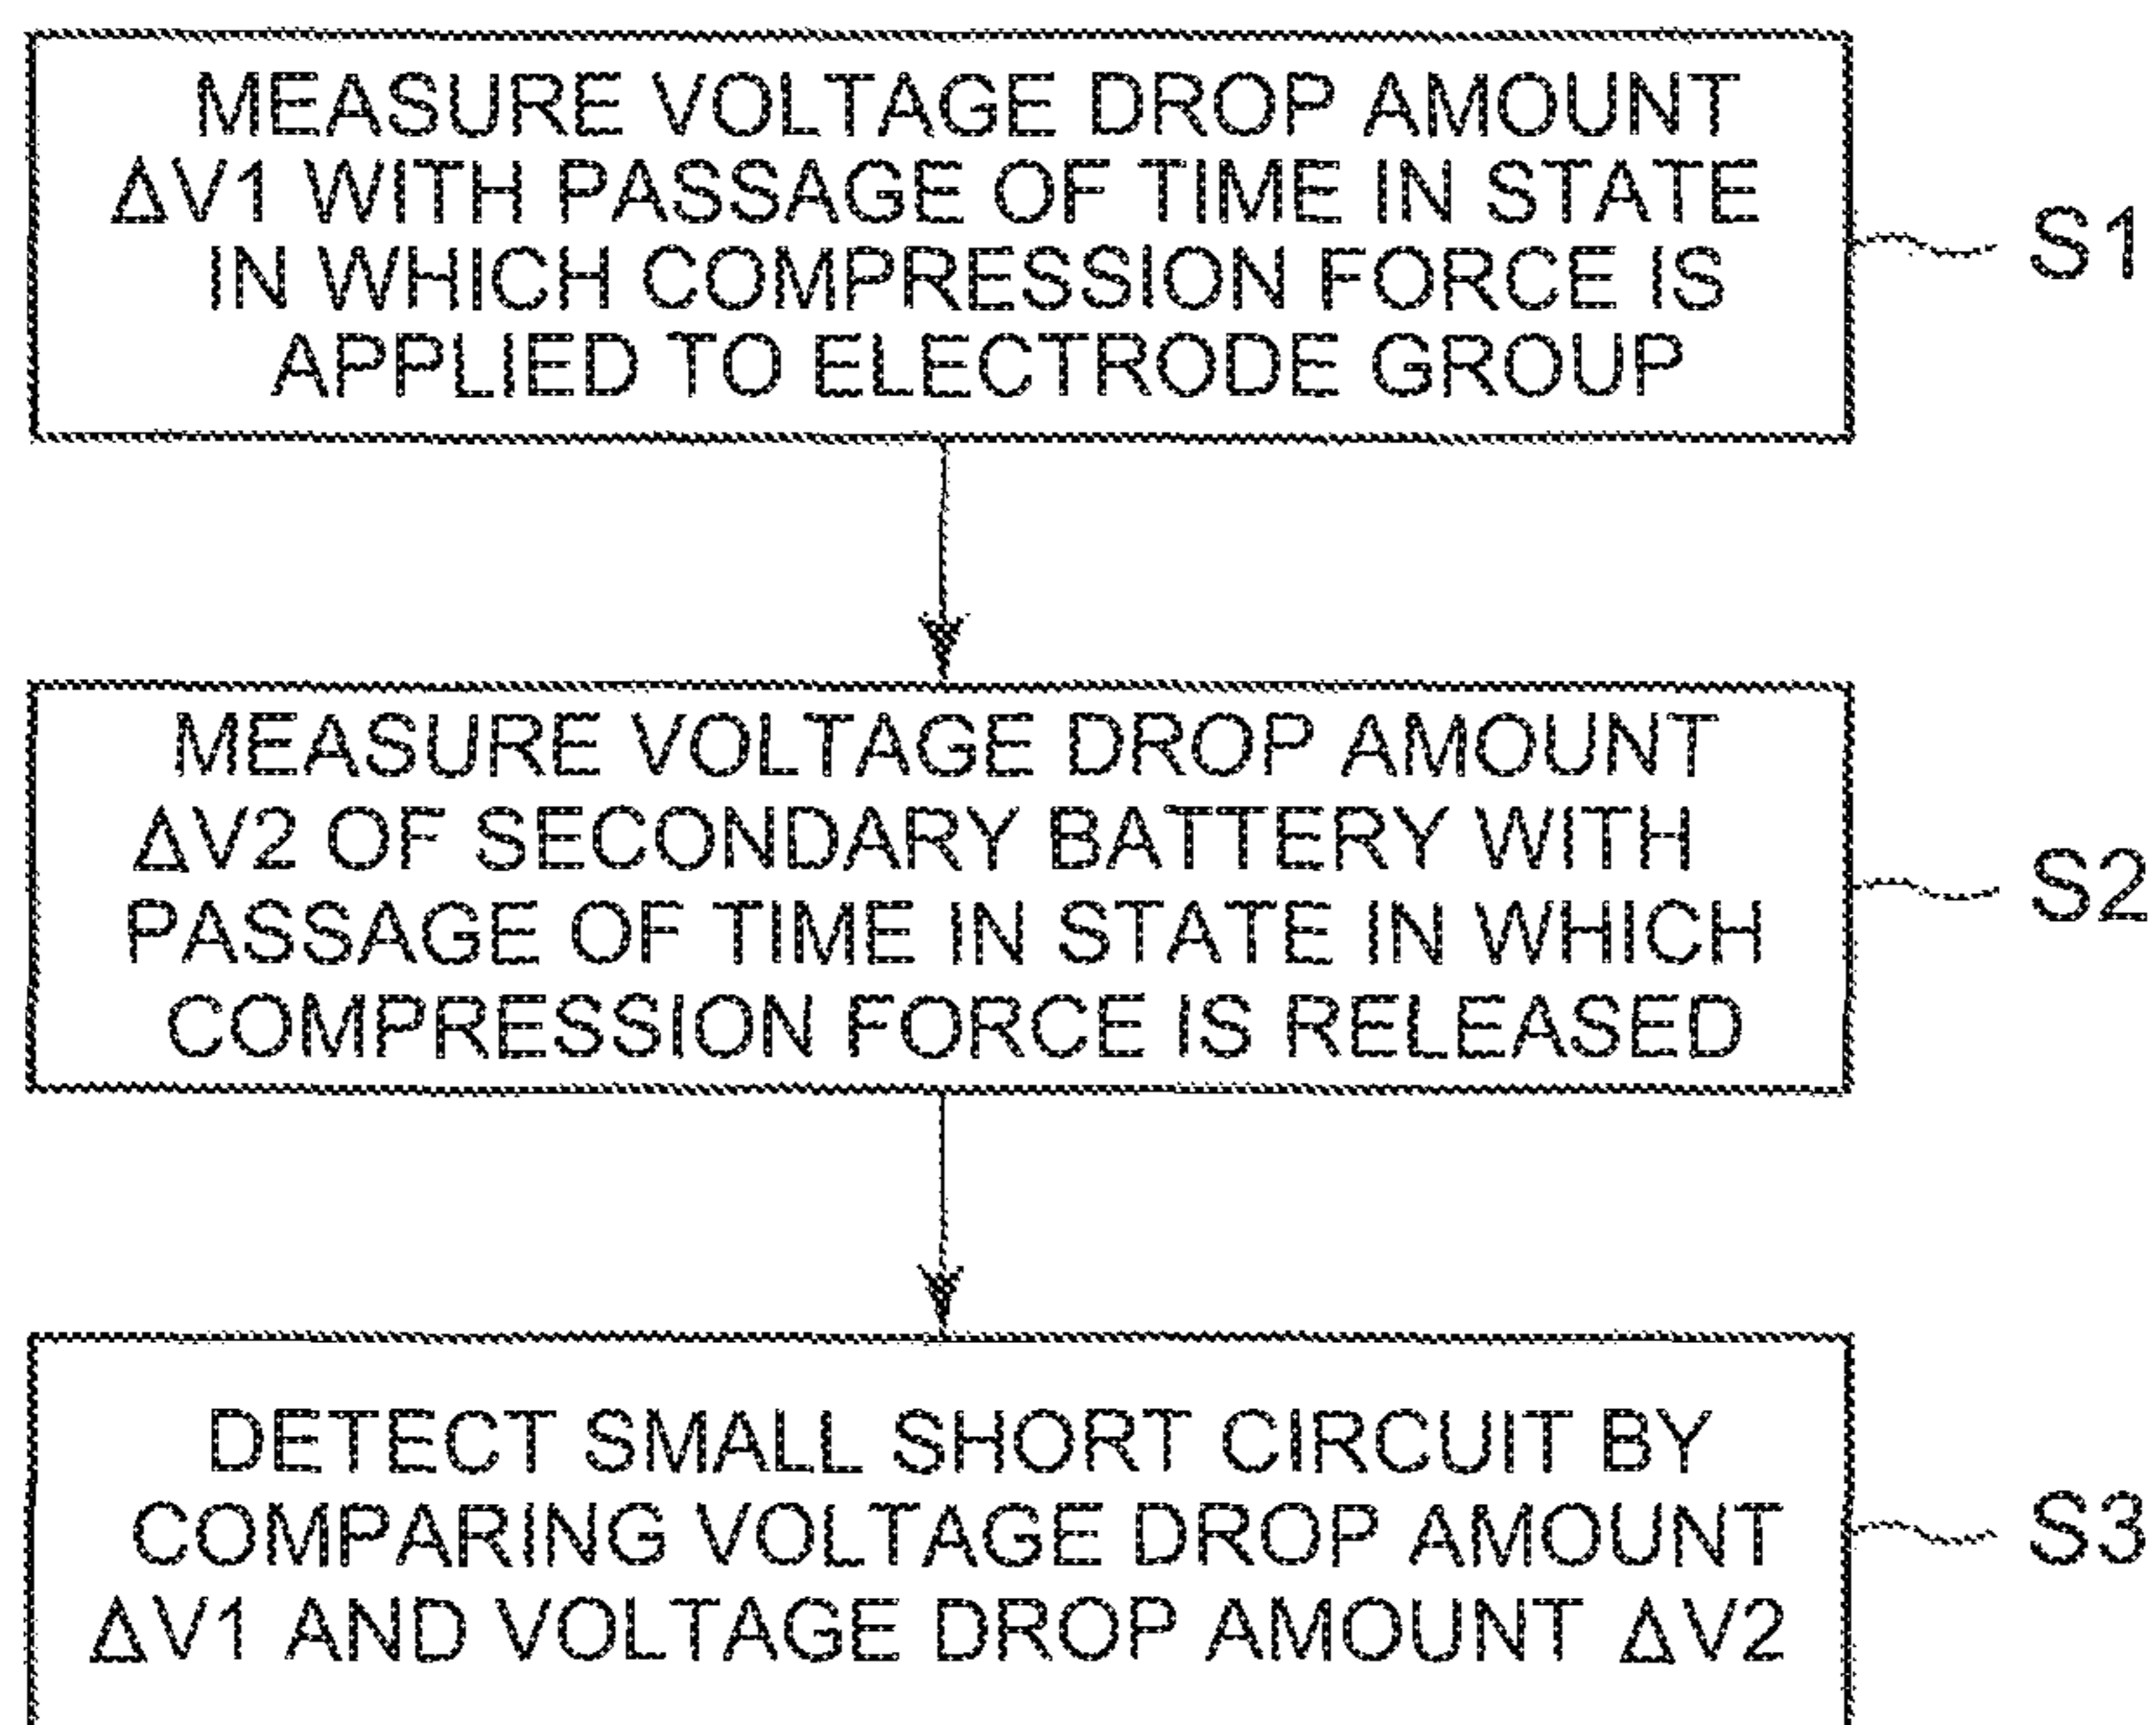 MEASURE VOLTAGE DROP AMOUNT
ΔV1 WITH PASSAGE OF TIME IN STATE
IN WHICH COMPRESSION FORCE IS
APPLIED TO ELECTRODE GROUP
S1
MEASURE VOLTAGE DROP AMOUNT
ΔV2 OF SECONDARY BATTERY WITH
PASSAGE OF TIME IN STATE IN WHICH
COMPRESSION FORCE IS RELEASED
S2
DETECT SMALL SHORT CIRCUIT BY
COMPARING VOLTAGE DROP AMOUNT
ΔV1 AND VOLTAGE DROP AMOUNT ΔV2
S3